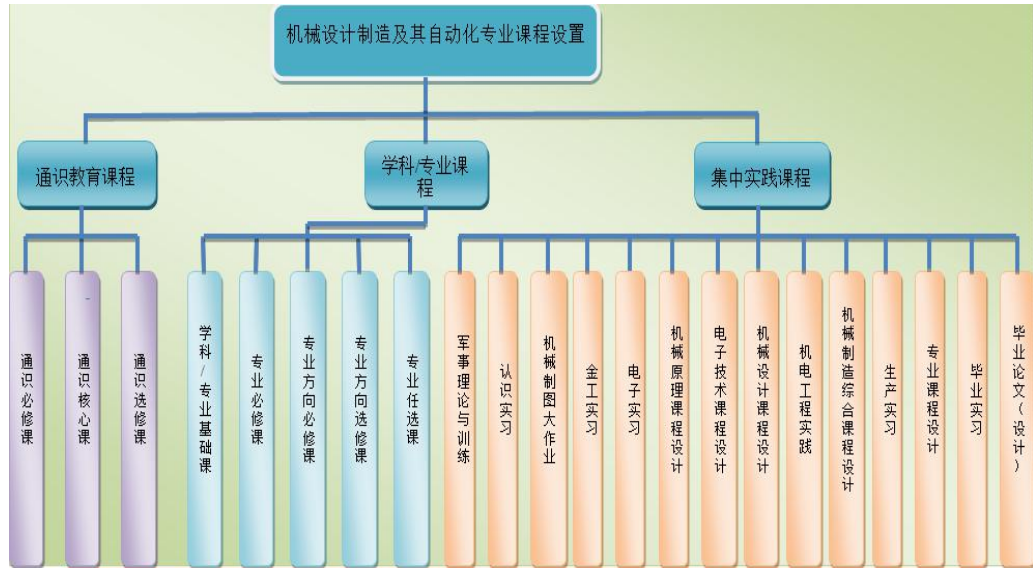 机械设计制造及其自动化专业课程设置
通识教育课程
学科/专业课
程
集中实践课程
通识必修课
通识核心课
通识选修课
学科/专业基础课
专业必修课
专业方向必修课
专业方向选修课
专业任选课
军事理论与训练
认识实习
机械制图大作业
金工实习
电子实习
机械原理课程设计
电子技术课程设计
机械设计课程设计
机电工程实践
机械制造综合课程设计
生产实习
专业课程设计
毕业实习
毕业论文(设计)